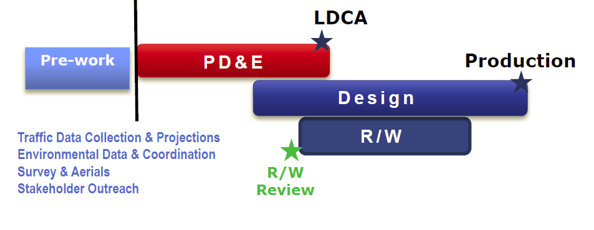 LDCA
Pre-work
PD&E
Production
Design
R/W
Traffic Data Collection & Projections
Environmental Data & Coordination
Survey & Aerials
Stakeholder Outreach
R/W
Review